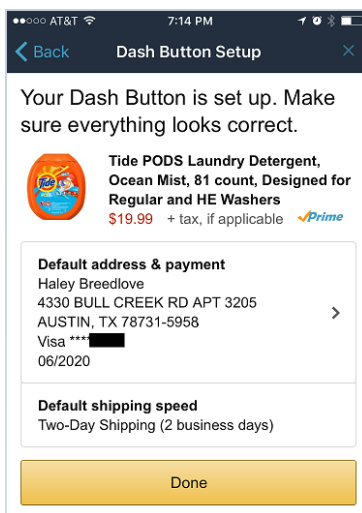 AT&T 7:14 PM
Back Dash Button Setup ×
Your Dash Button is set up. Make
sure everything looks correct.
Tide
Tide PODS Laundry Detergent,
Ocean Mist, 81 count, Designed for
Regular and HE Washers
$19.99 + tax, if applicable Prime
Default address & payment
Haley Breedlove
4330 BULL CREEK RD APT 3205
AUSTIN, TX 78731-5958
Visa ****
06/2020
Default shipping speed
Two-Day Shipping (2 business days)
Done